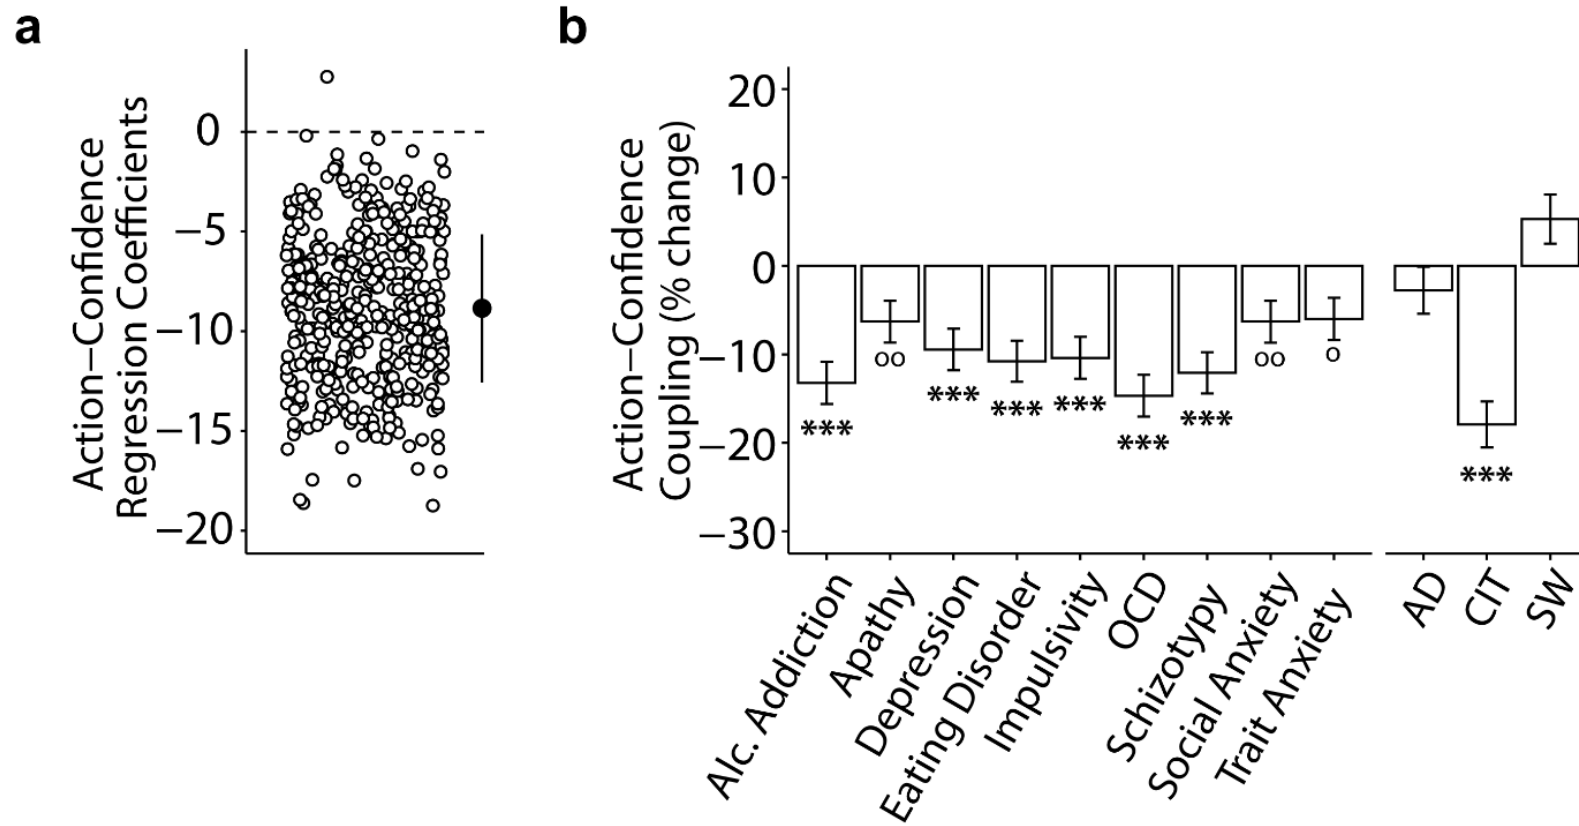 a
Action–Confidence
Regression Coefficients
0
−5
−10
−15
−20
b
Action–Confidence
Coupling (% change)
20
10
0
−10
−20
−30
***
oo
***
***
***
***
***
oo
o
***
Alc. Addiction
Apathy
Depression
Eating Disorder
Impulsivity
OCD
Schizotypy
Social Anxiety
Trait Anxiety
AD
CIT
SW